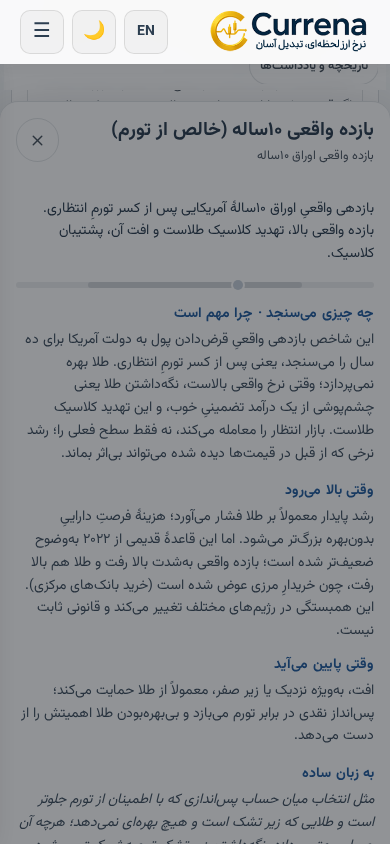 Currena
نرخ ارز لحظه‌ای، تبدیل آسان
EN
تاریخچه و یادداشت‌ها
بازده واقعی ۱۰ساله (خالص از تورم)
بازده واقعی اوراق ۱۰ساله
بازدهی واقعیِ اوراق ۱۰سالهٔ آمریکایی پس از کسر تورمِ انتظاری.
بازده واقعی بالا، تهدید کلاسیک طلاست و افت آن، پشتیبان
کلاسیک.
چه چیزی می‌سنجد · چرا مهم است
این شاخص بازدهی واقعیِ قرض‌دادن پول به دولت آمریکا برای ده
سال را می‌سنجد، یعنی پس از کسر تورمِ انتظاری. طلا بهره
نمی‌پردازد؛ وقتی نرخ واقعی بالاست، نگه‌داشتن طلا یعنی
چشم‌پوشی از یک درآمد تضمینیِ خوب، و این تهدید کلاسیک
طلاست. بازار انتظار را معامله می‌کند، نه فقط سطح فعلی را؛ رشد
نرخی که از قبل در قیمت‌ها دیده شده می‌تواند بی‌اثر بماند.
وقتی بالا می‌رود
رشد پایدار معمولاً بر طلا فشار می‌آورد؛ هزینهٔ فرصتِ داراییِ
بدون‌بهره بزرگ‌تر می‌شود. اما این قاعدهٔ قدیمی از ۲۰۲۲ به‌وضوح
ضعیف‌تر شده است؛ بازده واقعی به‌شدت بالا رفت و طلا هم بالا
رفت، چون خریدارِ مرزی عوض شده است (خرید بانک‌های مرکزی).
این همبستگی در رژیم‌های مختلف تغییر می‌کند و قانونی ثابت
نیست.
وقتی پایین می‌آید
افت، به‌ویژه نزدیک یا زیر صفر، معمولاً از طلا حمایت می‌کند؛
پس‌انداز نقدی در برابر تورم می‌بازد و بی‌بهره‌بودن طلا اهمیتش را از
دست می‌دهد.
به زبان ساده
مثل انتخاب میان حساب پس‌اندازی که با اطمینان از تورم جلوتر
است و طلایی که زیر تشک است و هیچ بهره‌ای نمی‌دهد؛ هرچه آن